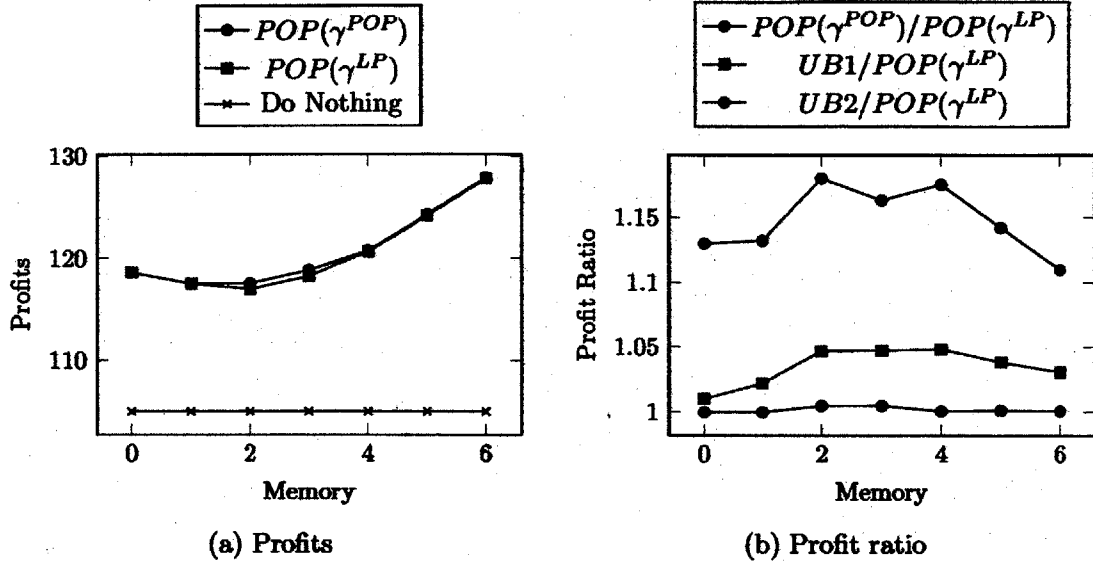 POP(γ^{POP})
POP(γ^{LP})
Do Nothing
130
120
110
Profits
0 2 4 6
Memory
(a) Profits
POP(γ^{POP})/POP(γ^{LP})
UB1/POP(γ^{LP})
UB2/POP(γ^{LP})
1.15
1.1
1.05
1
Profit Ratio
0 2 4 6
Memory
(b) Profit ratio